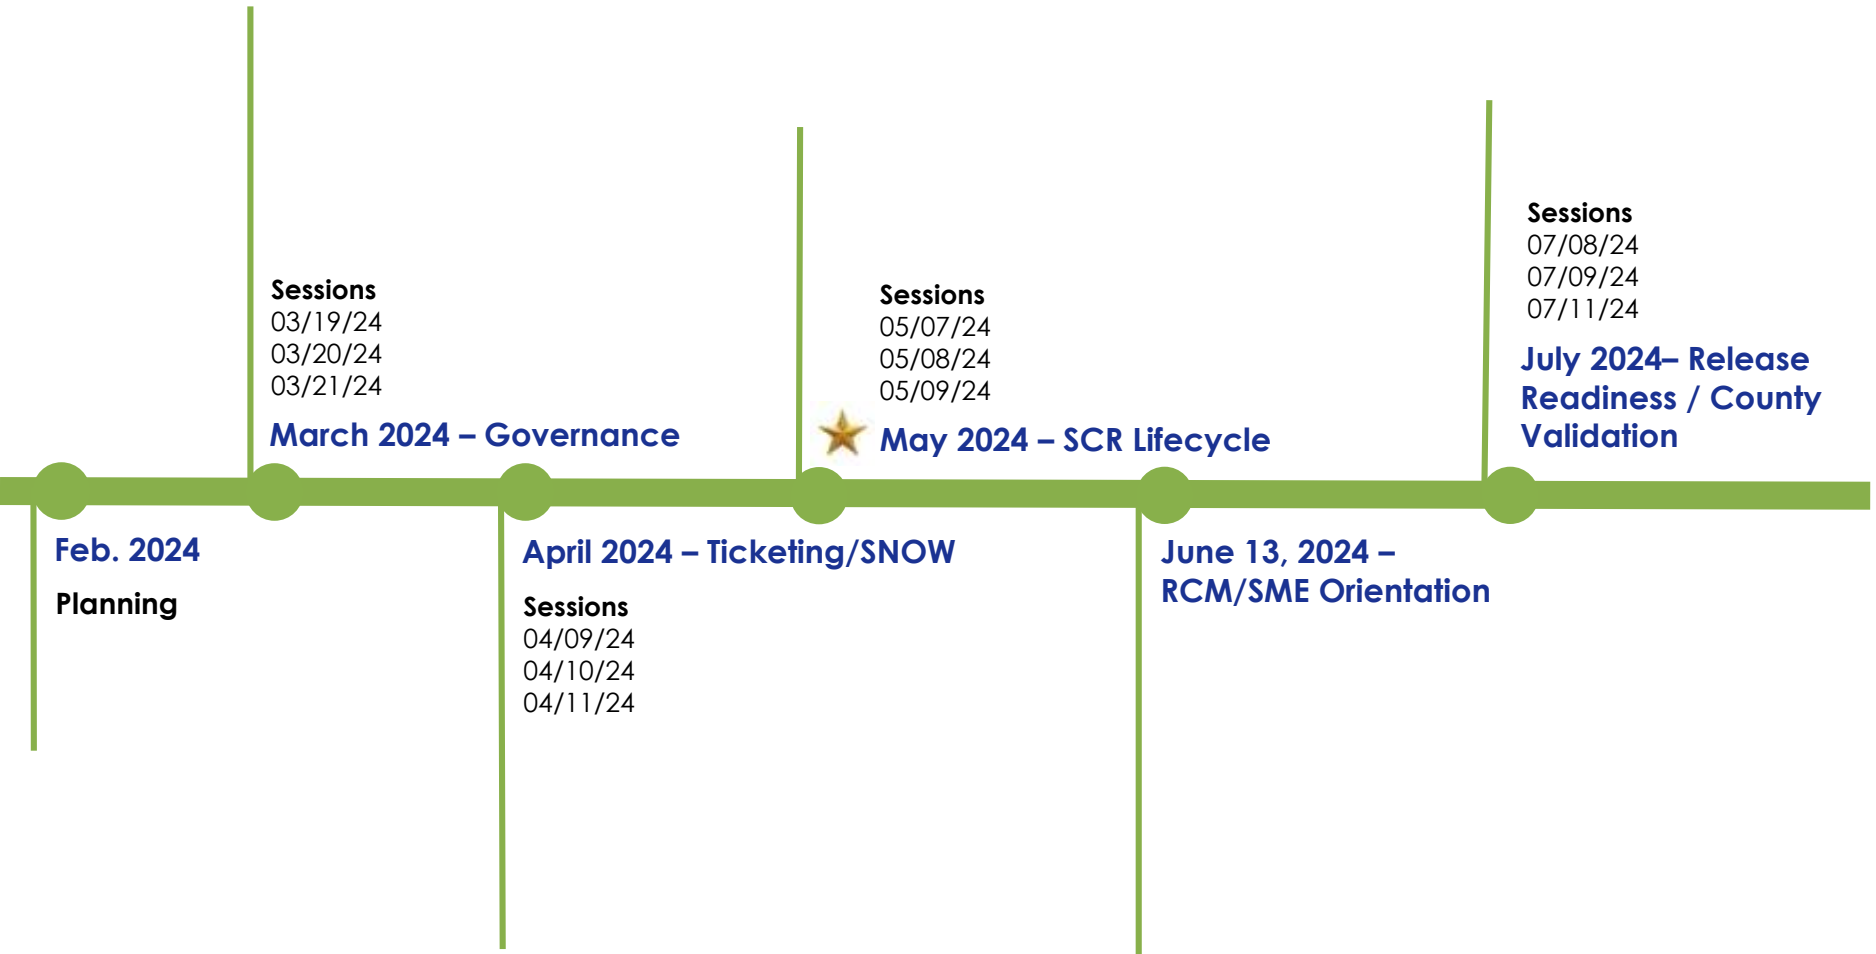 Sessions
03/19/24
03/20/24
03/21/24
March 2024 – Governance
Sessions
05/07/24
05/08/24
05/09/24
May 2024 – SCR Lifecycle
Sessions
07/08/24
07/09/24
07/11/24
July 2024– Release
Readiness / County
Validation
Feb. 2024
Planning
April 2024 – Ticketing/SNOW
Sessions
04/09/24
04/10/24
04/11/24
June 13, 2024 –
RCM/SME Orientation